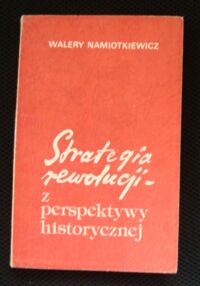 WALERY NAMIOTKIEWICZ
Strategia
rewolucji-
z
perspektywy
historycznej